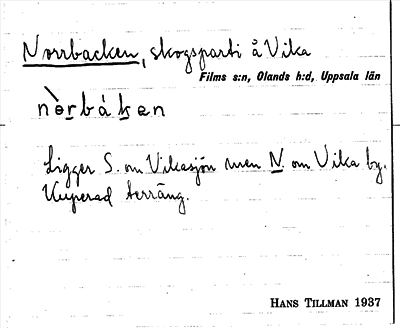 Norrbacken, skogsparti å Vika
Films s:n, Olands h:d, Uppsala län
nòrbákæn
Ligger S. om Vikasjön men N. om Vika by.
Kuperad terräng.
HANS TILLMAN 1937